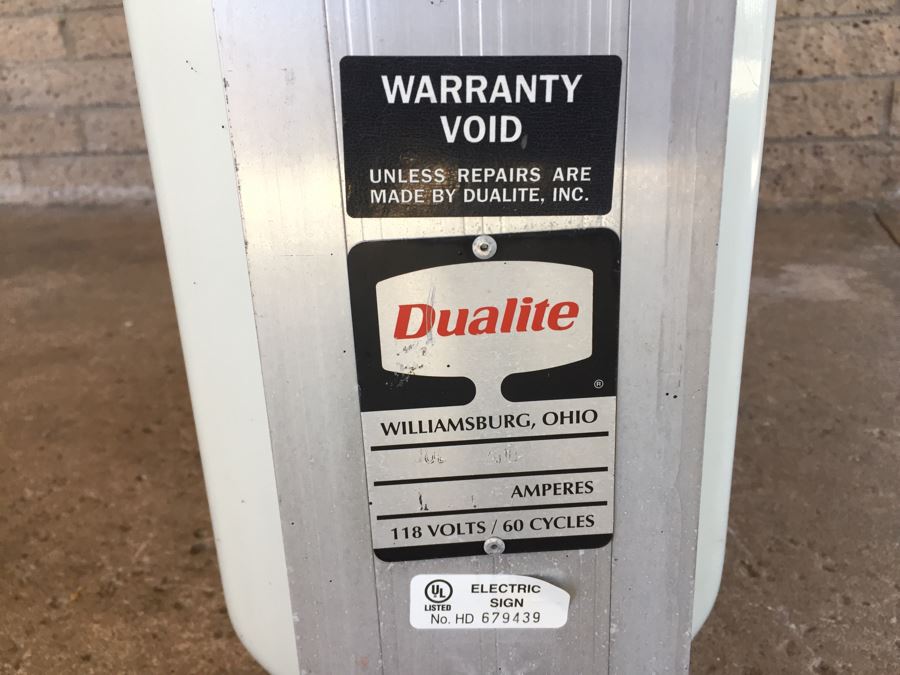 WARRANTY
VOID
UNLESS REPAIRS ARE
MADE BY DUALITE, INC.
Dualite
®
WILLIAMSBURG, OHIO
AMPERES
118 VOLTS / 60 CYCLES
UL
LISTED
ELECTRIC
SIGN
No. HD 679439